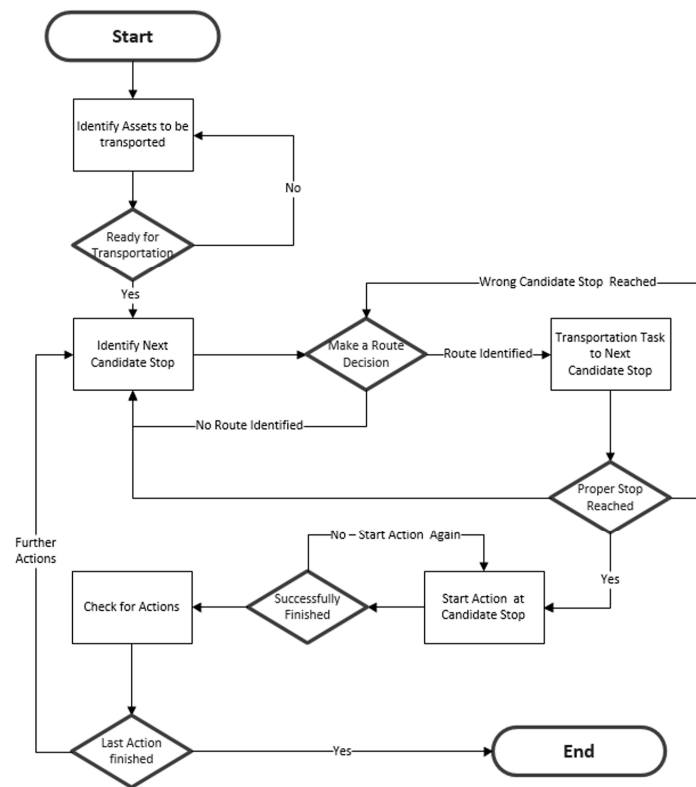 Start
Identify Assets to be
transported
No
Ready for
Transportation
Yes
Wrong Candidate Stop Reached
Identify Next
Candidate Stop
Make a Route
Decision
Route Identified
Transportation Task
to Next
Candidate Stop
No Route Identified
Proper Stop
Reached
Further
Actions
No – Start Action Again
Yes
Check for Actions
Successfully
Finished
Start Action at
Candidate Stop
Last Action
finished
Yes
End